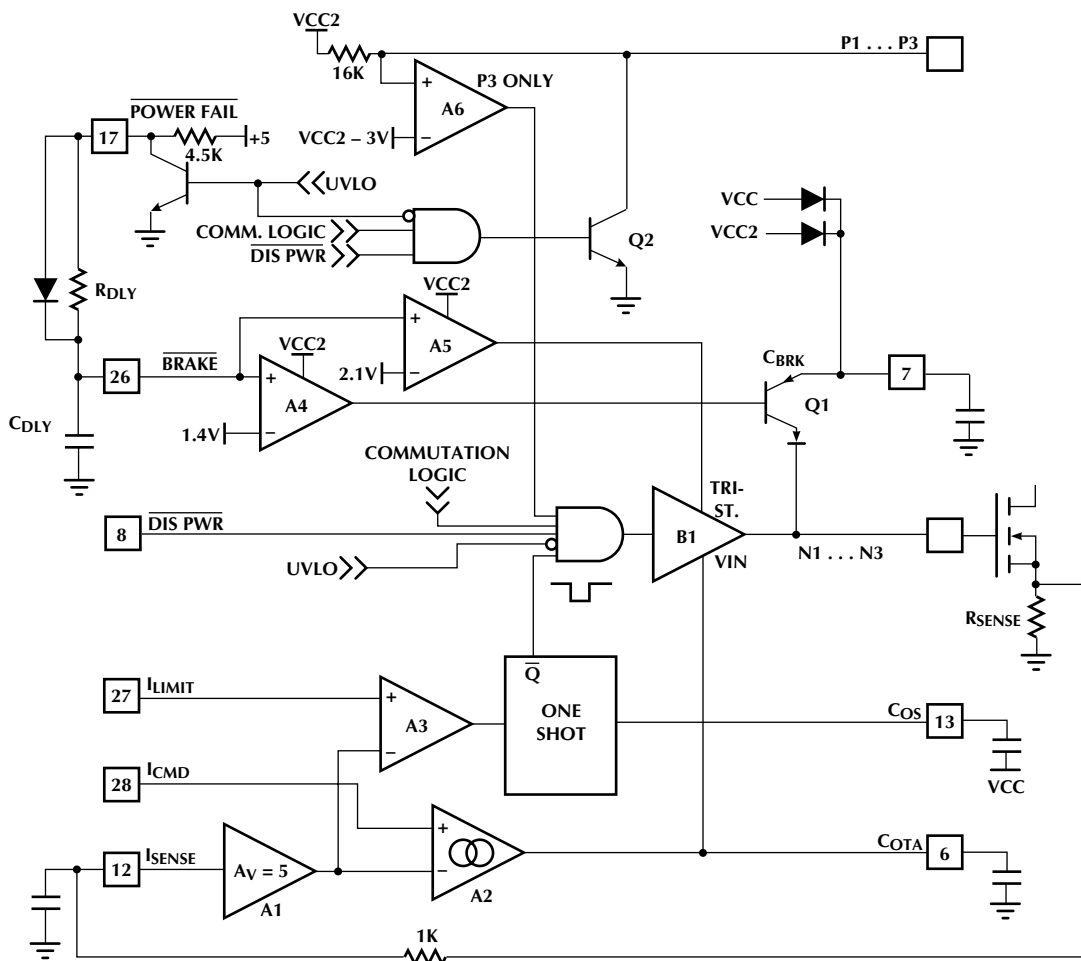 VCC2
P1 . . . P3
16K
+
P3 ONLY
A6
POWER FAIL
17
+5
VCC2 – 3V
–
4.5K
UVLO
VCC
COMM. LOGIC
VCC2
DIS PWR
Q2
RDLY
VCC2
+
A5
26
BRAKE
VCC2
CBRK
7
2.1V
–
+
A4
Q1
CDLY
1.4V
–
COMMUTATION
LOGIC
TRI-
ST.
8
DIS PWR
B1
N1 . . . N3
VIN
UVLO
RSENSE
Q
27
ILIMIT
+
A3
ONE
SHOT
COS
13
–
28
ICMD
VCC
+
12
ISENSE
AV = 5
COTA
6
–
A2
A1
1K